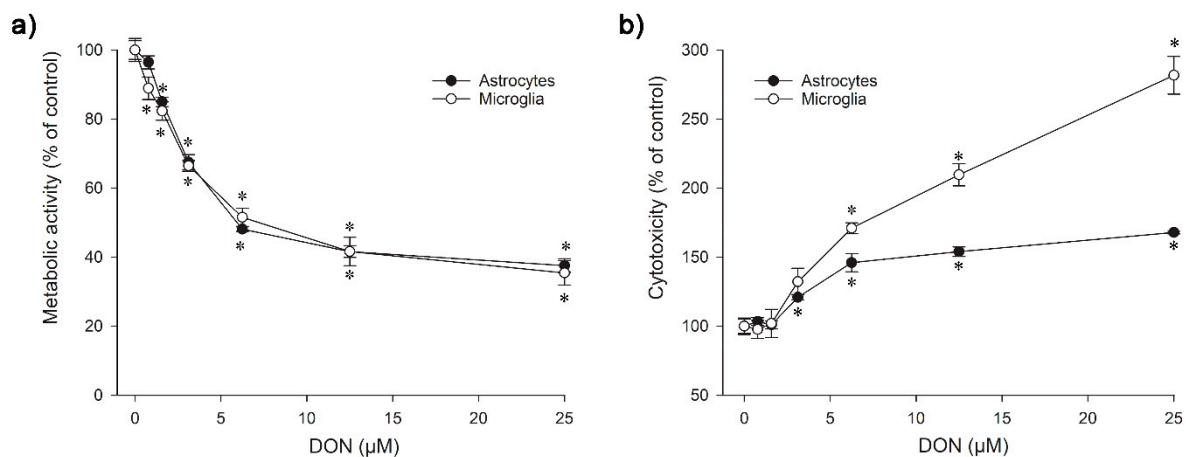 a)
Metabolic activity (% of control)
100
80
60
40
20
0
Astrocytes
Microglia
*
*
*
*
*
*
*
*
*
*
*
*
0 5 10 15 20 25
DON (µM)
b)
Cytotoxicity (% of control)
300
250
200
150
100
50
Astrocytes
Microglia
*
*
*
*
*
*
*
0 5 10 15 20 25
DON (µM)